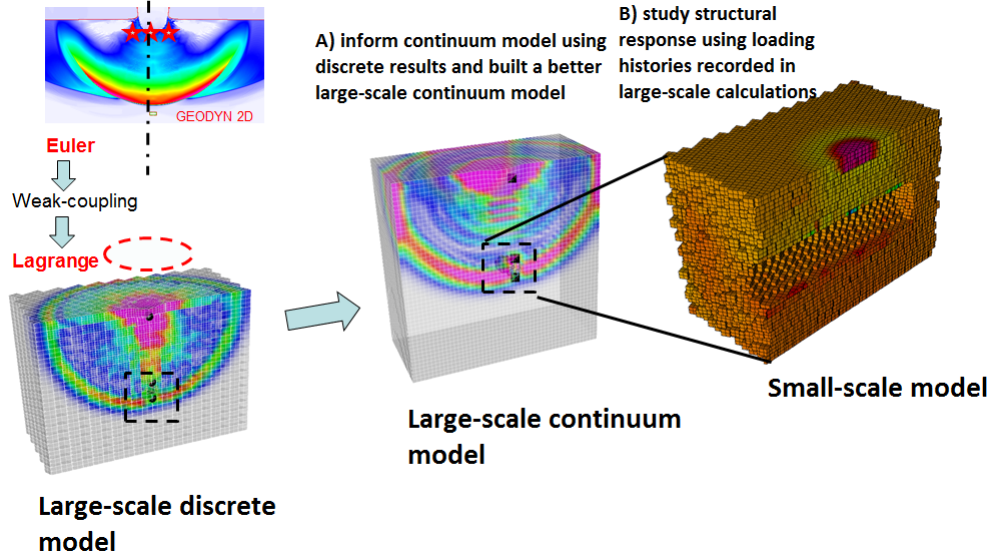 GEODYN 2D
Euler
Weak-coupling
Lagrange
A) inform continuum model using
discrete results and built a better
large-scale continuum model
B) study structural
response using loading
histories recorded in
large-scale calculations
Large-scale discrete
model
Large-scale continuum
model
Small-scale model